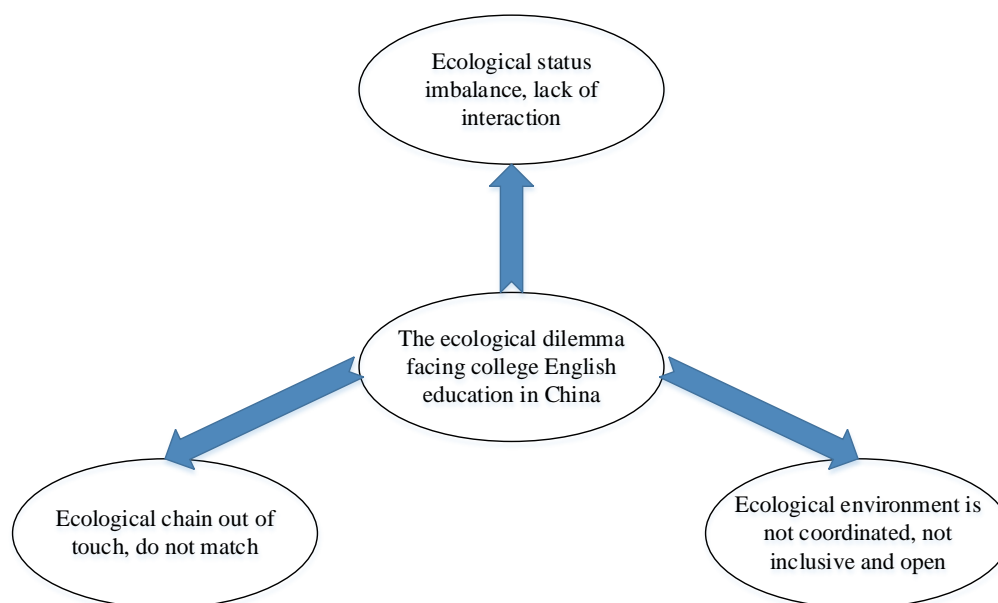 Ecological status
imbalance, lack of
interaction
The ecological dilemma
facing college English
education in China
Ecological chain out of
touch, do not match
Ecological environment is
not coordinated, not
inclusive and open